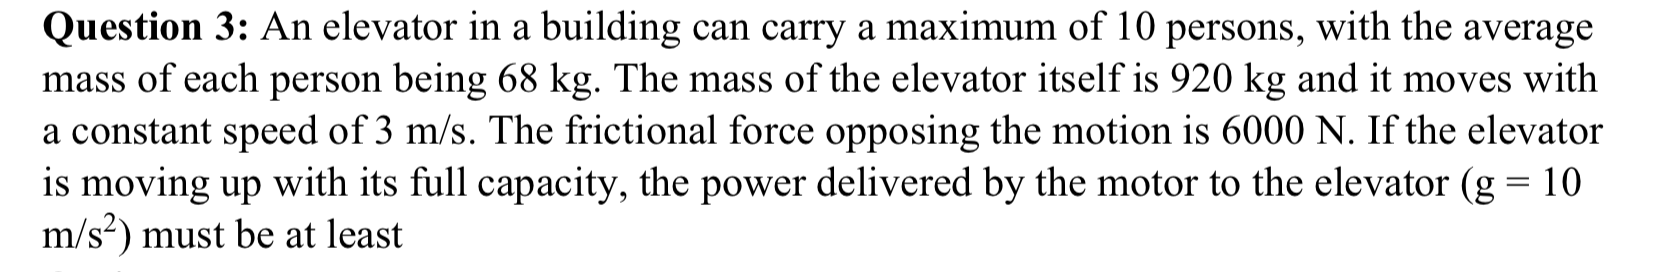 Question 3: An elevator in a building can carry a maximum of 10 persons, with the average
mass of each person being 68 kg. The mass of the elevator itself is 920 kg and it moves with
a constant speed of 3 m/s. The frictional force opposing the motion is 6000 N. If the elevator
is moving up with its full capacity, the power delivered by the motor to the elevator (g = 10
m/s²) must be at least